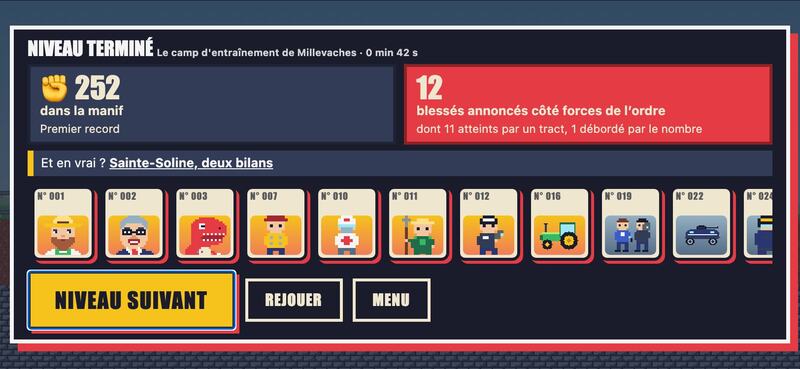 NIVEAU TERMINÉ Le camp d'entraînement de Millevaches · 0 min 42 s
252
dans la manif
Premier record
12
blessés annoncés côté forces de l'ordre
dont 11 atteints par un tract, 1 débordé par le nombre
Et en vrai ? Sainte-Soline, deux bilans
N° 001 N° 002 N° 003 N° 007 N° 010 N° 011 N° 012 N° 016 N° 019 N° 022 N° 024
NIVEAU SUIVANT REJOUER MENU